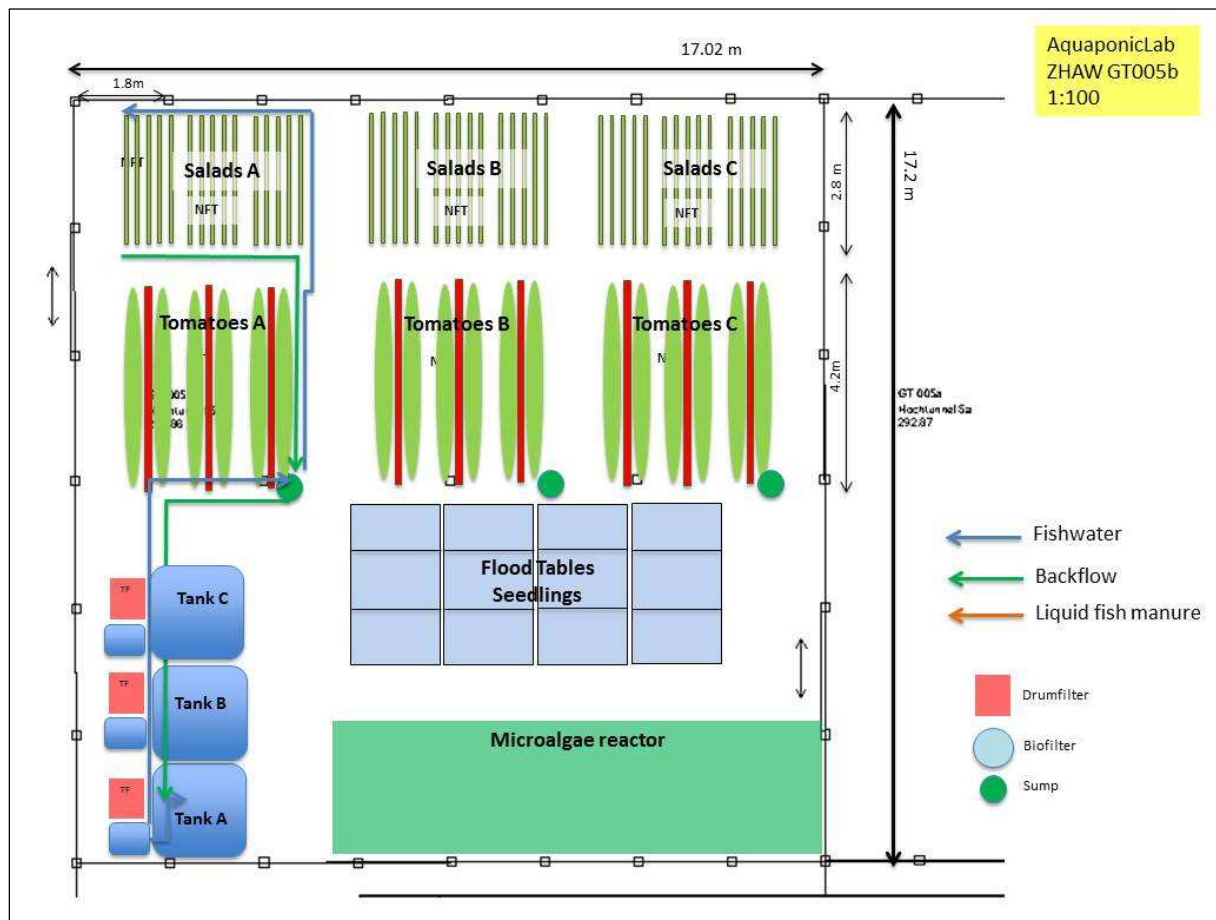 17.02 m
AquaponicLab
ZHAW GT005b
1:100
1.8m
17.2 m
2.8 m
NFT
Salads A
NFT
Salads B
NFT
Salads C
NFT
4.2m
Tomatoes A
Tomatoes B
Tomatoes C
GT 005a
292.87
Fishwater
Backflow
Liquid fish manure
Flood Tables
Seedlings
TF
Tank C
TF
Tank B
TF
Tank A
Microalgae reactor
Drumfilter
Biofilter
Sump